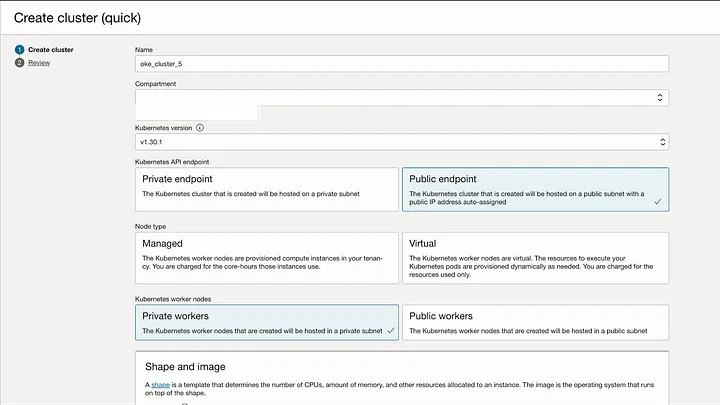 Create cluster (quick)
1 Create cluster
2 Review
Name
oke_cluster_5
Compartment
Kubernetes version
v1.30.1
Kubernetes API endpoint
Private endpoint
The Kubernetes cluster that is created will be hosted on a private subnet
Public endpoint
The Kubernetes cluster that is created will be hosted on a public subnet with a
public IP address auto-assigned
Node type
Managed
The Kubernetes worker nodes are provisioned compute instances in your tenan-
cy. You are charged for the core-hours those instances use.
Virtual
The Kubernetes worker nodes are virtual. The resources to execute your
Kubernetes pods are provisioned dynamically as needed. You are charged for the
resources used only.
Kubernetes worker nodes
Private workers
The Kubernetes worker nodes that are created will be hosted in a private subnet
Public workers
The Kubernetes worker nodes that are created will be hosted in a public subnet
Shape and image
A shape is a template that determines the number of CPUs, amount of memory, and other resources allocated to an instance. The image is the operating system that runs
on top of the shape.